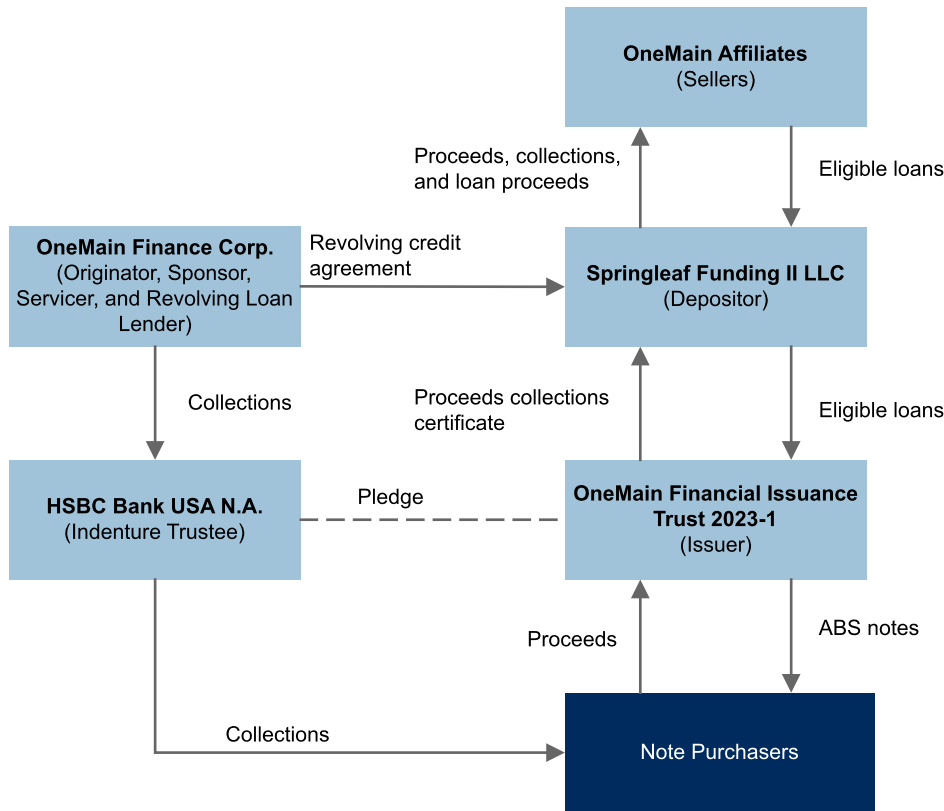 OneMain Affiliates
(Sellers)
Proceeds, collections,
and loan proceeds
Eligible loans
OneMain Finance Corp.
(Originator, Sponsor,
Servicer, and Revolving Loan
Lender)
Revolving credit
agreement
Springleaf Funding II LLC
(Depositor)
Collections
Proceeds collections
certificate
Eligible loans
HSBC Bank USA N.A.
(Indenture Trustee)
Pledge
OneMain Financial Issuance
Trust 2023-1
(Issuer)
Proceeds
ABS notes
Collections
Note Purchasers